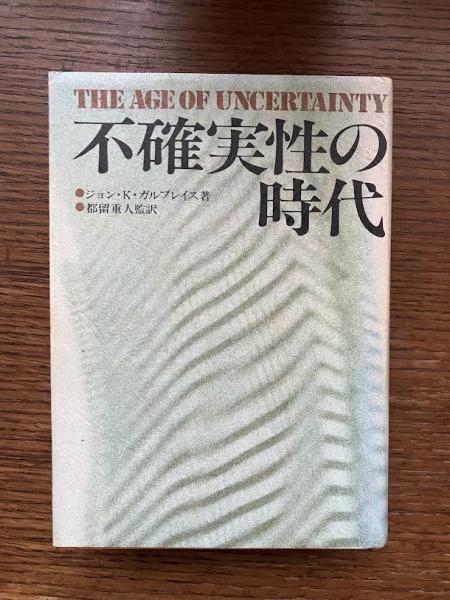 THE AGE OF UNCERTAINTY
不確実性の
時代
●ジョン・K・ガルブレイス著
●都留重人監訳